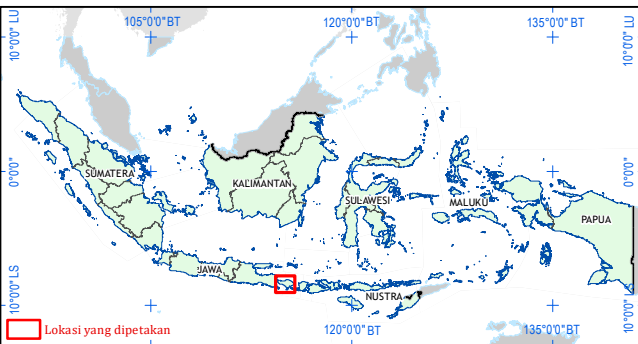 105°0'0"BT
120°0'0"BT
135°0'0"BT
10°0'0" LU
10°0'0" LU
0°0'0"
0°0'0"
SUMATERA
KALIMANTAN
SULAWESI
MALUKU
PAPUA
JAWA
NUSTRA
10°0'0" LS
10°0'0" LS
Lokasi yang dipetakan
120°0'0"BT
135°0'0"BT